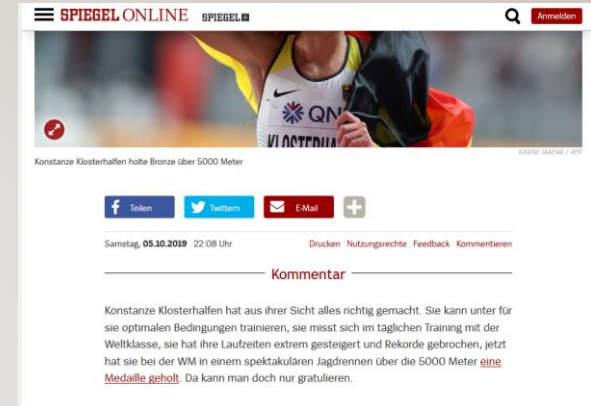 SPIEGEL ONLINE SPIEGEL+
Anmelden
QN
KLOSTERHA
KARIM JAAFAR / AFP
Konstanze Klosterhalfen holte Bronze über 5000 Meter
Teilen Twittern E-Mail
Samstag, 05.10.2019 22:08 Uhr Drucken Nutzungsrechte Feedback Kommentieren
Kommentar
Konstanze Klosterhalfen hat aus ihrer Sicht alles richtig gemacht. Sie kann unter für
sie optimalen Bedingungen trainieren, sie misst sich im täglichen Training mit der
Weltklasse, sie hat ihre Laufzeiten extrem gesteigert und Rekorde gebrochen, jetzt
hat sie bei der WM in einem spektakulären Jagdrennen über die 5000 Meter eine
Medaille geholt. Da kann man doch nur gratulieren.